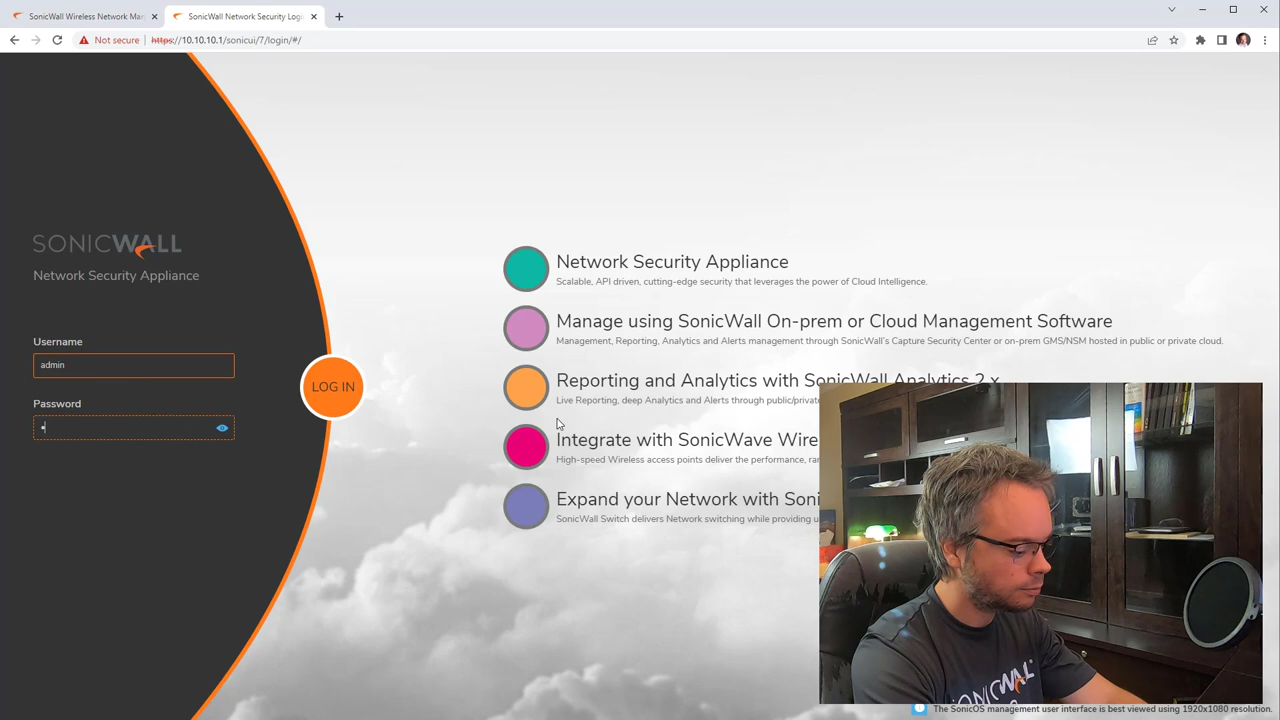 SonicWall Wireless Network Man
SonicWall Network Security Logi
Not secure
https://10.10.10.1/sonicui/7/login/#/
SONICWALL
Network Security Appliance
Username
admin
Password
LOG IN
Network Security Appliance
Scalable, API driven, cutting-edge security that leverages the power of Cloud Intelligence.
Manage using SonicWall On-prem or Cloud Management Software
Management, Reporting, Analytics and Alerts management through SonicWall's Capture Security Center or on-prem GMS/NSM hosted in public or private cloud.
Reporting and Analytics with SonicWall Analytics 2.x
Live Reporting, deep Analytics and Alerts through public/private
Integrate with SonicWave Wire
High-speed Wireless access points deliver the performance, ran
Expand your Network with Soni
SonicWall Switch delivers Network switching while providing u
SONICWALL
The SonicOS management user interface is best viewed using 1920x1080 resolution.